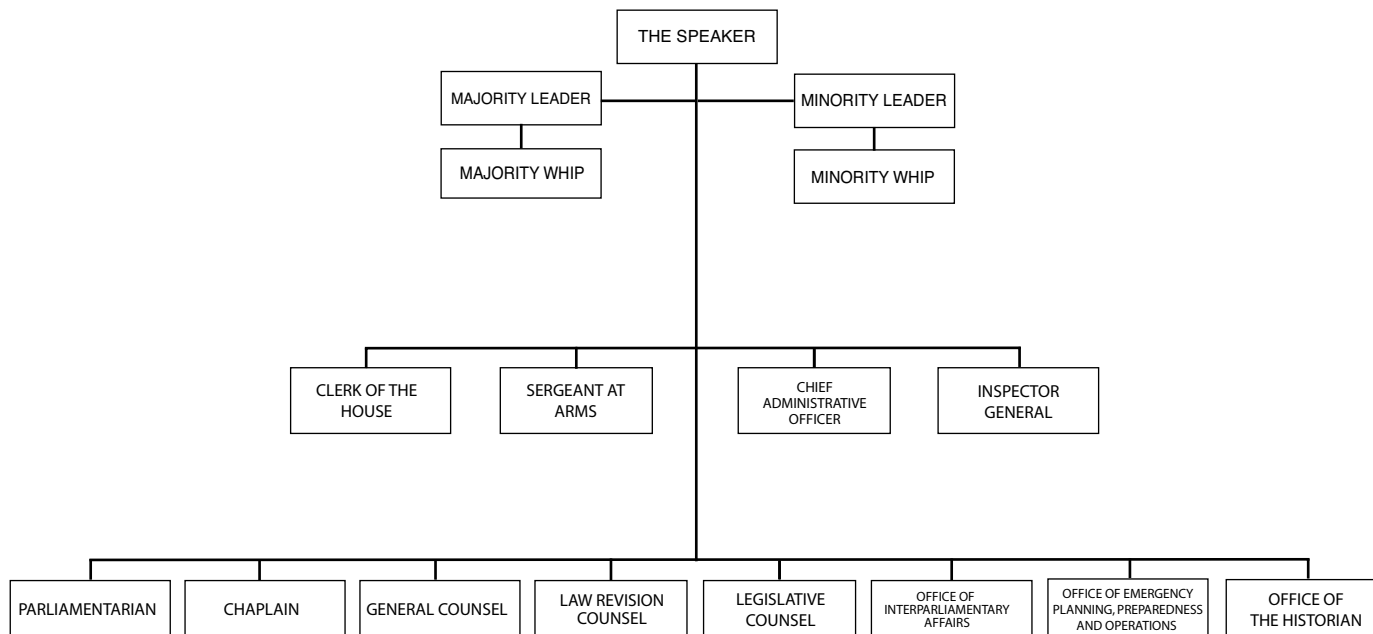 THE SPEAKER
MAJORITY LEADER
MINORITY LEADER
MAJORITY WHIP
MINORITY WHIP
CLERK OF THE
HOUSE
SERGEANT AT
ARMS
CHIEF
ADMINISTRATIVE
OFFICER
INSPECTOR
GENERAL
PARLIAMENTARIAN
CHAPLAIN
GENERAL COUNSEL
LAW REVISION
COUNSEL
LEGISLATIVE
COUNSEL
OFFICE OF
INTERPARLIAMENTARY
AFFAIRS
OFFICE OF EMERGENCY
PLANNING, PREPAREDNESS
AND OPERATIONS
OFFICE OF
THE HISTORIAN